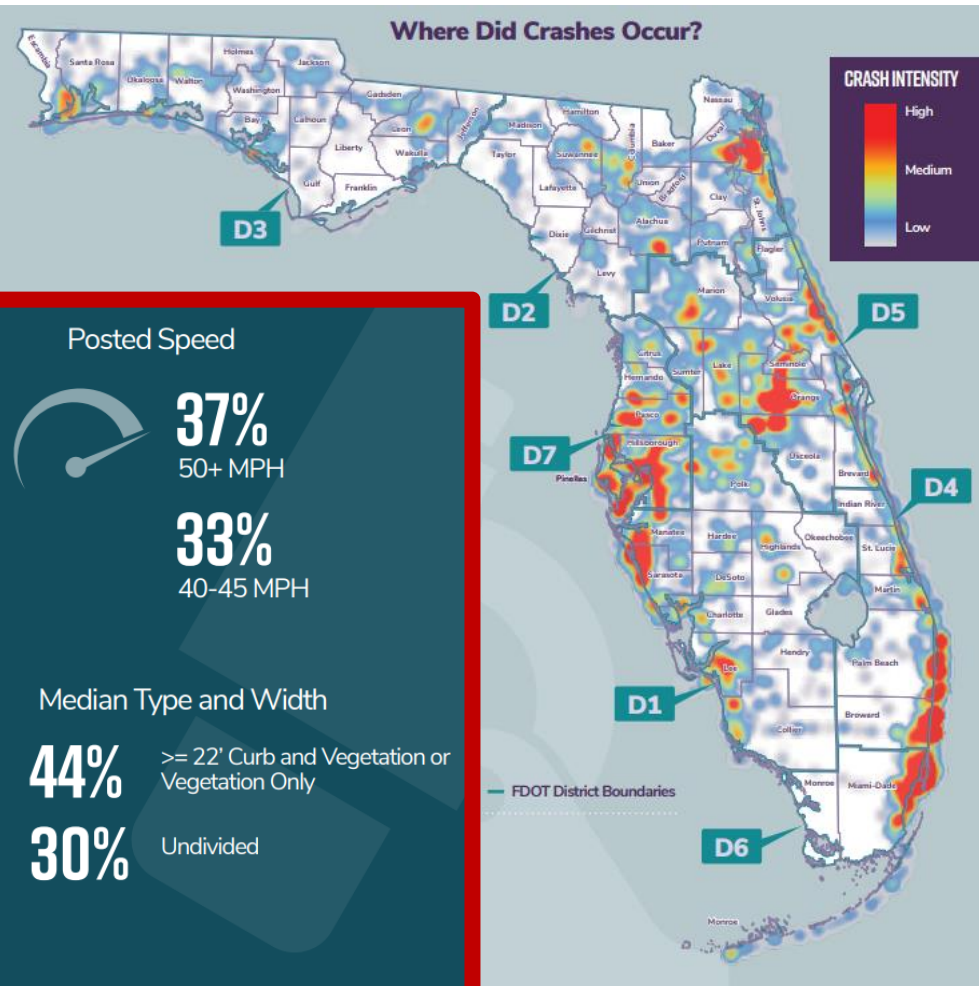 Where Did Crashes Occur?
CRASH INTENSITY
High
Medium
Low
Escambia
Santa Rosa
Okaloosa
Walton
Holmes
Washington
Jackson
Bay
Calhoun
Gulf
Liberty
Franklin
Gadsden
Leon
Wakulla
Jefferson
Madison
Taylor
Hamilton
Suwannee
Lafayette
Dixie
Columbia
Gilchrist
Levy
Baker
Union
Bradford
Alachua
Nassau
Duval
Clay
St. Johns
Putnam
Flagler
Marion
Volusia
Citrus
Hernando
Sumter
Lake
Seminole
Orange
Pasco
Hillsborough
Pinellas
Polk
Osceola
Brevard
Indian River
Manatee
Hardee
Highlands
Okeechobee
St. Lucie
Sarasota
DeSoto
Martin
Charlotte
Glades
Lee
Hendry
Palm Beach
Collier
Broward
Monroe
Miami-Dade
Monroe
D3
D2
D5
D7
D4
D1
D6
FDOT District Boundaries
Posted Speed
37%
50+ MPH
33%
40-45 MPH
Median Type and Width
44%
>= 22' Curb and Vegetation or
Vegetation Only
30%
Undivided